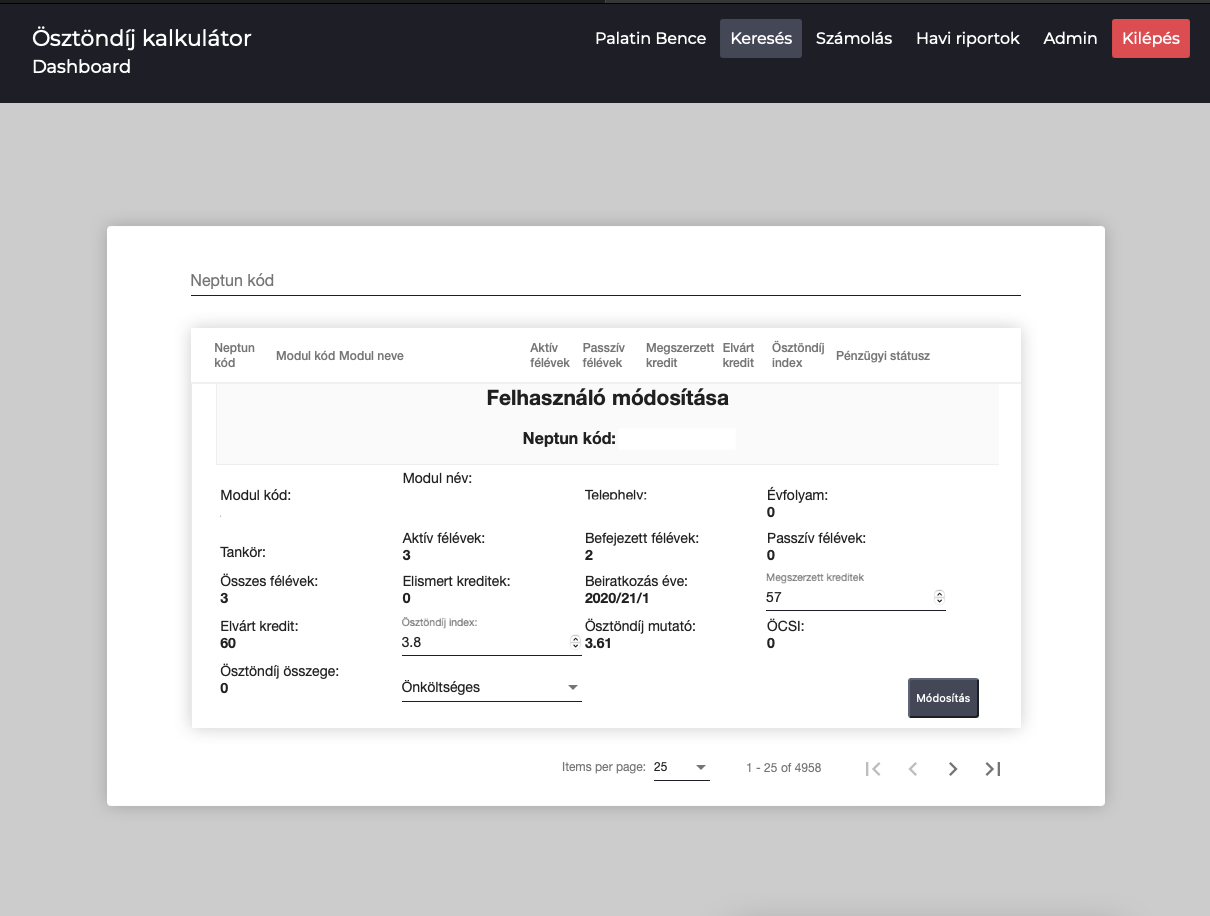 Ösztöndíj kalkulátor
Dashboard
Palatin Bence Keresés Számolás Havi riportok Admin Kilépés
Neptun kód
Neptun kód Modul kód Modul neve Aktív félévek Passzív félévek Megszerzett kredit Elvárt kredit Ösztöndíj index Pénzügyi státusz
Felhasználó módosítása
Neptun kód:
Modul kód: Modul név: Telephely: Évfolyam:
0
Tankör: Aktív félévek: Befejezett félévek: Passzív félévek:
3 2 0
Összes félévek: Elismert kreditek: Beiratkozás éve: Megszerzett kreditek
3 0 2020/21/1 57
Elvárt kredit: Ösztöndíj index: Ösztöndíj mutató: ÖCSI:
60 3.8 3.61 0
Ösztöndíj összege:
0 Önköltséges Módosítás
Items per page: 25 1 - 25 of 4958